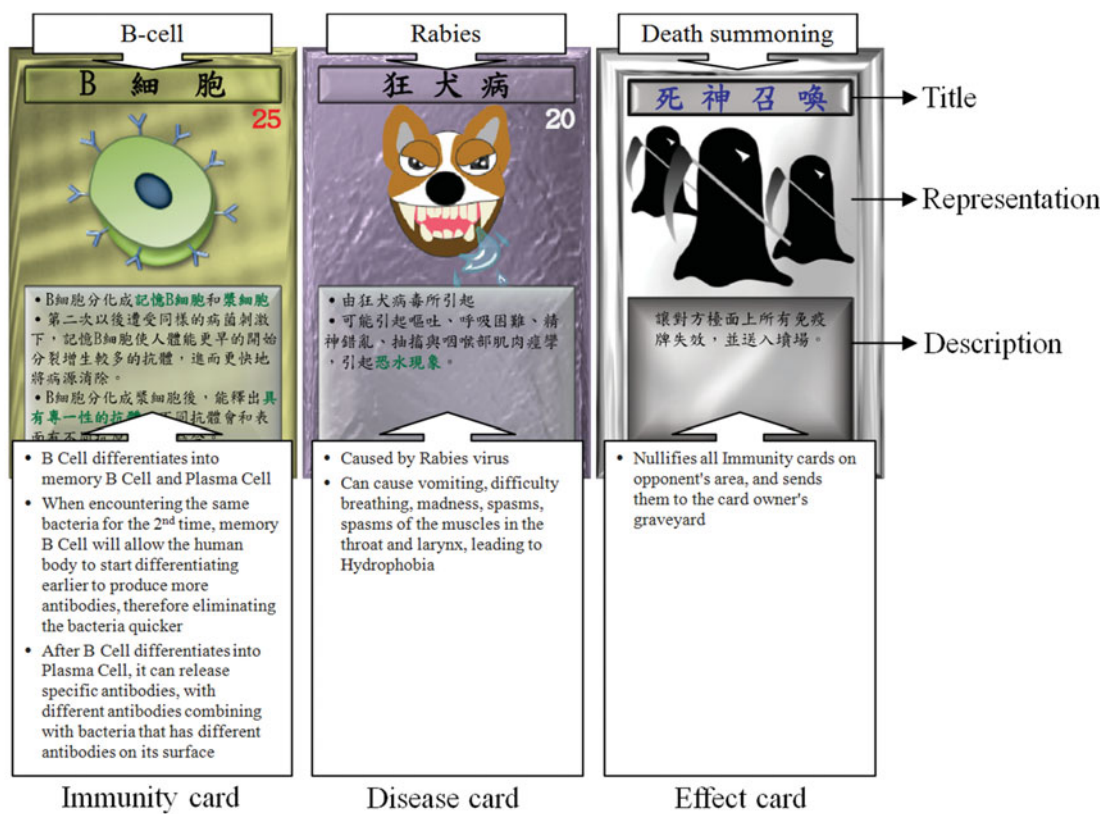 B-cell
B細胞
25
• B細胞分化成記憶B細胞和漿細胞
• 第二次以後遭受同樣的病菌刺激
下，記憶B細胞使人體能更早的開始
分裂增生較多的抗體，進而更快地
將病源清除。
• B細胞分化成漿細胞後，能釋出具
有專一性的抗體
• B Cell differentiates into
memory B Cell and Plasma Cell
• When encountering the same
bacteria for the 2nd time, memory
B Cell will allow the human
body to start differentiating
earlier to produce more
antibodies, therefore eliminating
the bacteria quicker
• After B Cell differentiates into
Plasma Cell, it can release
specific antibodies, with
different antibodies combining
with bacteria that has different
antibodies on its surface
Immunity card
Rabies
狂犬病
20
• 由狂犬病毒所引起
• 可能引起嘔吐、呼吸困難、精
神錯亂、抽搐與咽喉部肌肉痙攣
，引起恐水現象。
• Caused by Rabies virus
• Can cause vomiting, difficulty
breathing, madness, spasms,
spasms of the muscles in the
throat and larynx, leading to
Hydrophobia
Disease card
Death summoning
死神召喚
讓對方檯面上所有免疫
牌失效，並送入墳場。
• Nullifies all Immunity cards on
opponent's area, and sends
them to the card owner's
graveyard
Effect card
Title
Representation
Description